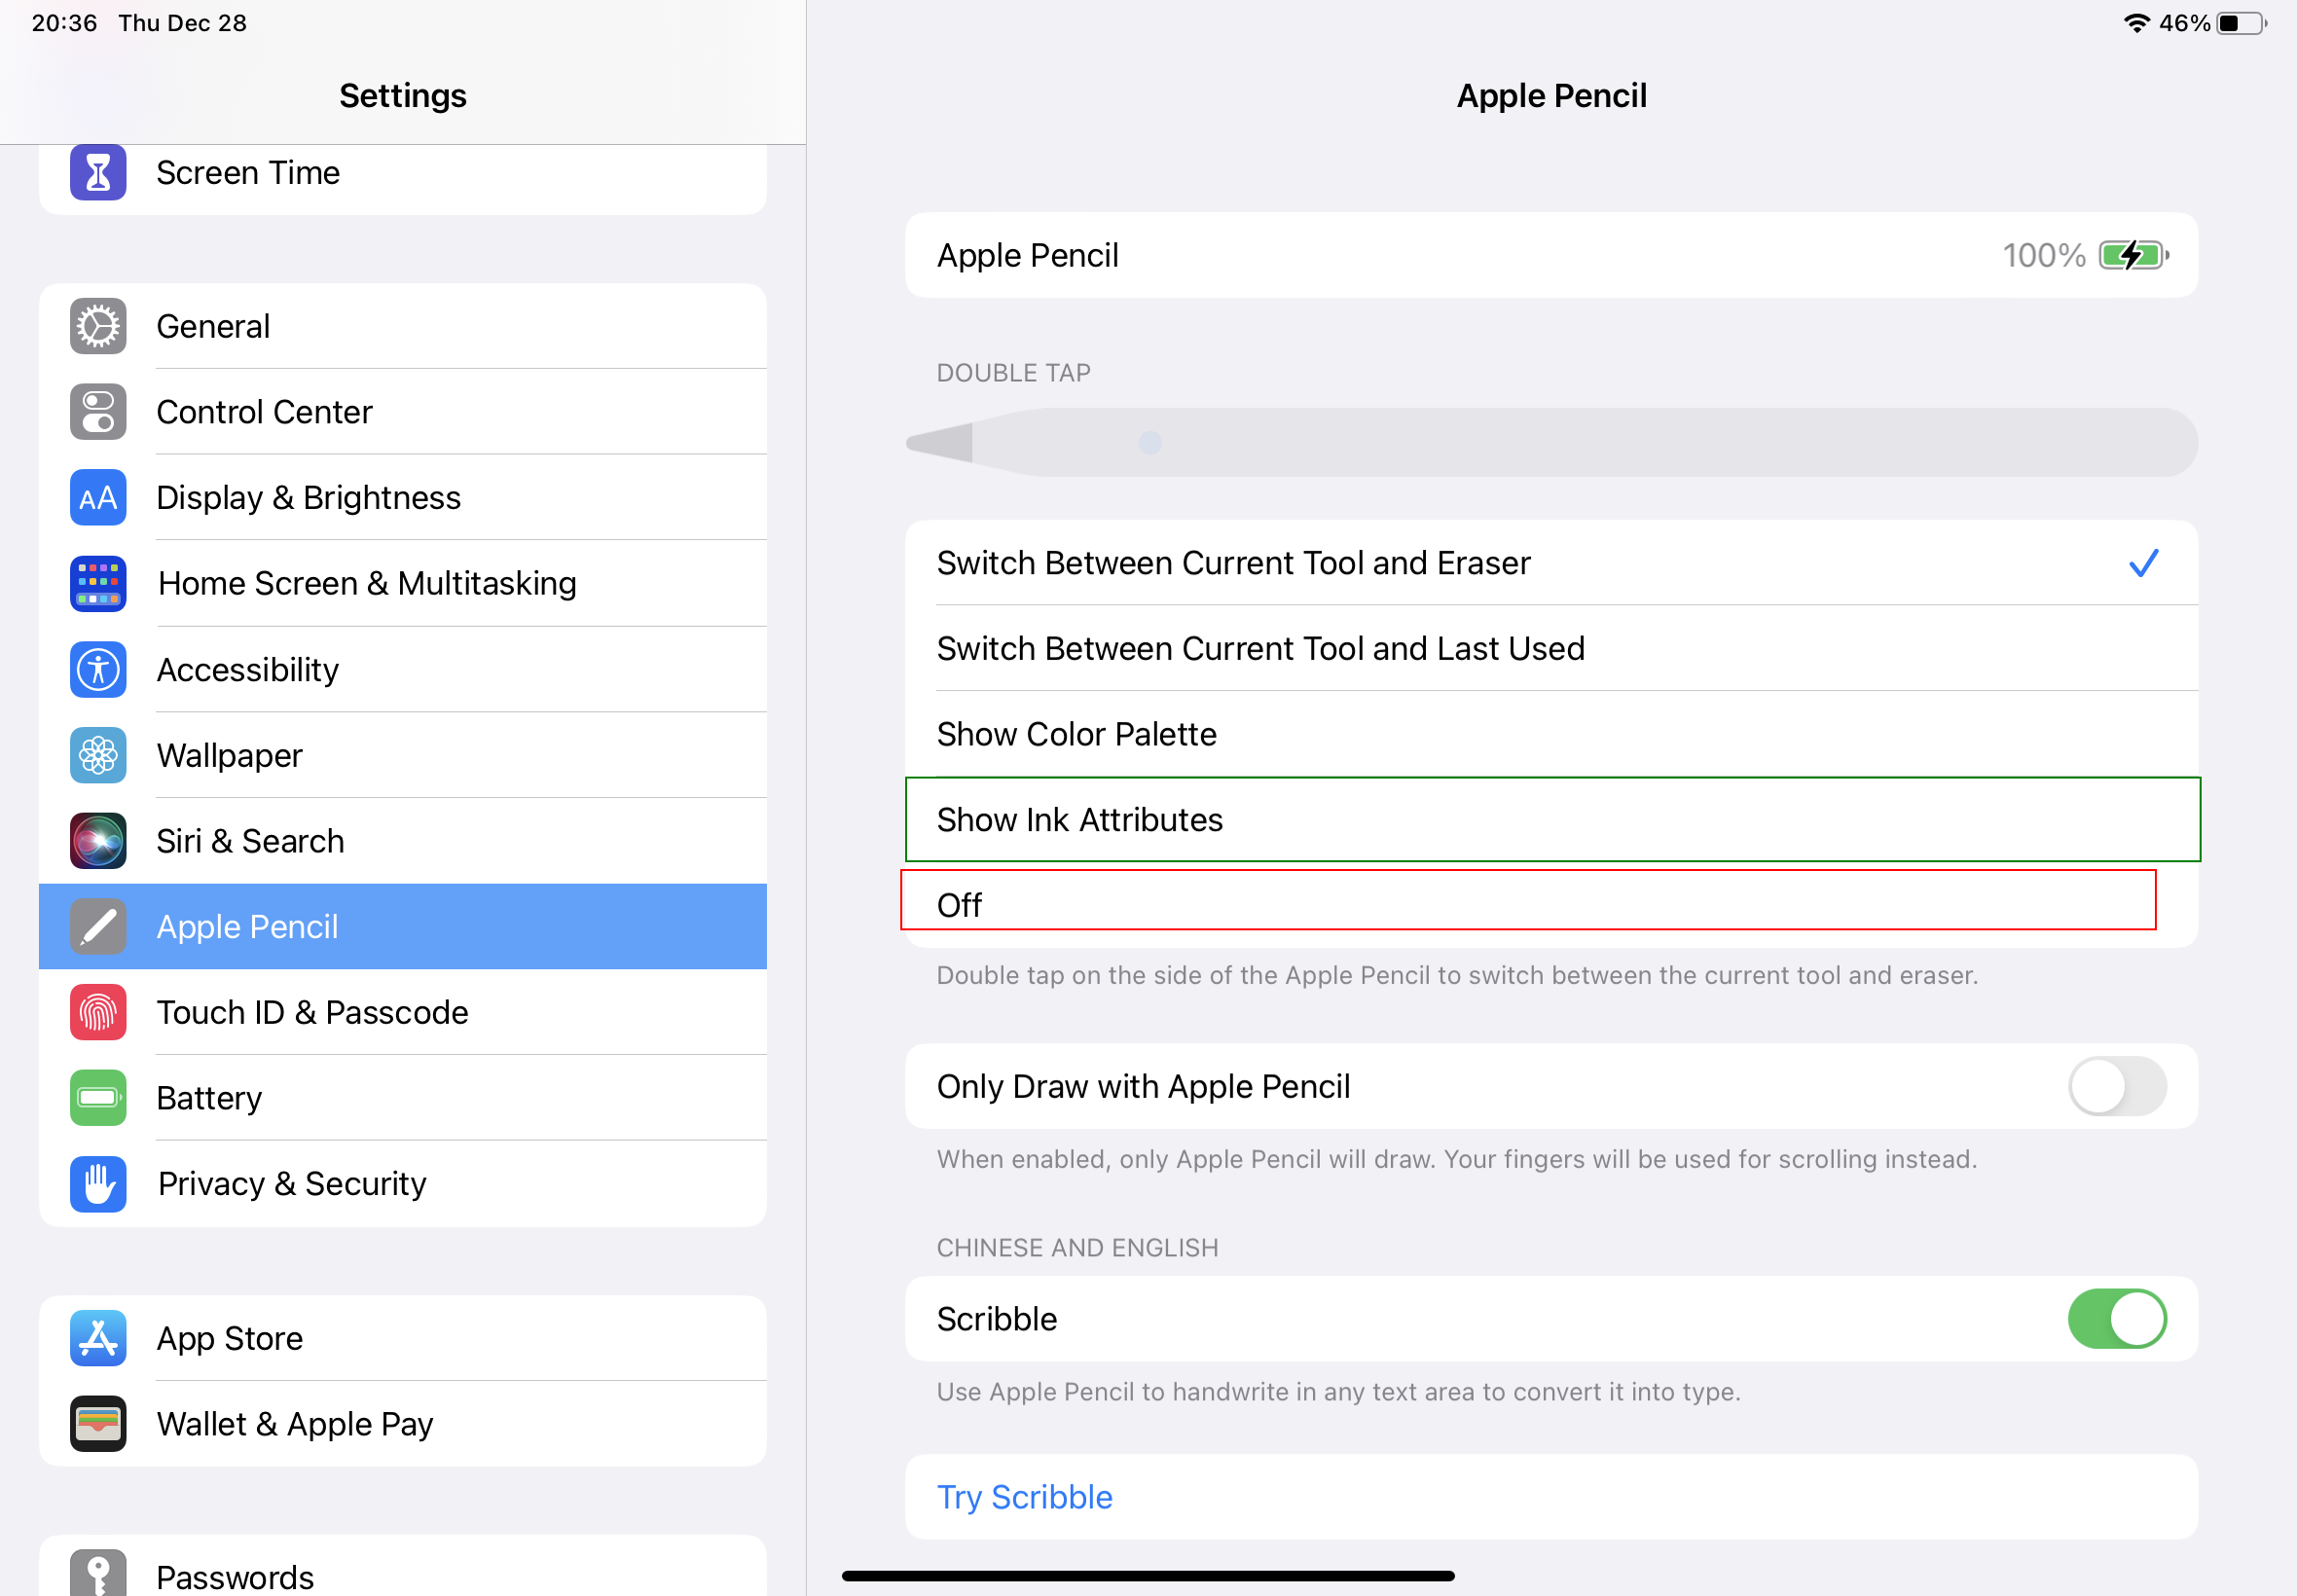 20:36 Thu Dec 28
46%
Settings
Screen Time
General
Control Center
AA Display & Brightness
Home Screen & Multitasking
Accessibility
Wallpaper
Siri & Search
Apple Pencil
Touch ID & Passcode
Battery
Privacy & Security
App Store
Wallet & Apple Pay
Passwords
Apple Pencil
Apple Pencil 100%
DOUBLE TAP
Switch Between Current Tool and Eraser
Switch Between Current Tool and Last Used
Show Color Palette
Show Ink Attributes
Off
Double tap on the side of the Apple Pencil to switch between the current tool and eraser.
Only Draw with Apple Pencil
When enabled, only Apple Pencil will draw. Your fingers will be used for scrolling instead.
CHINESE AND ENGLISH
Scribble
Use Apple Pencil to handwrite in any text area to convert it into type.
Try Scribble